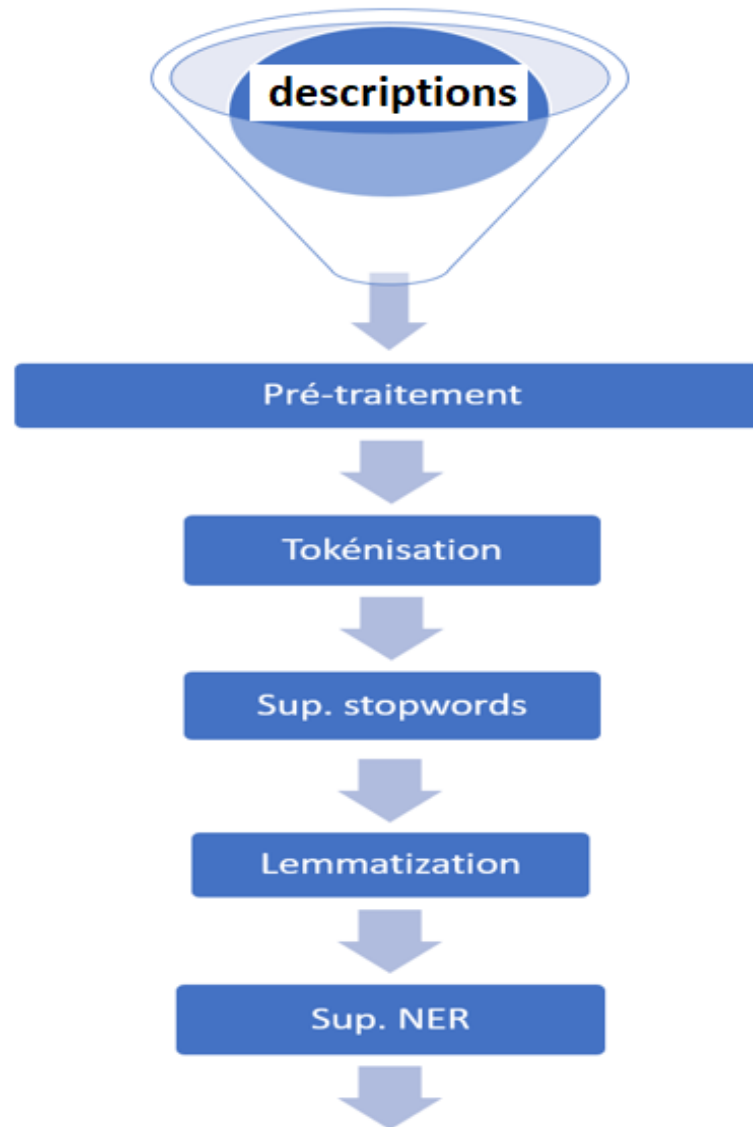 descriptions
Pré-traitement
Tokénisation
Sup. stopwords
Lemmatization
Sup. NER